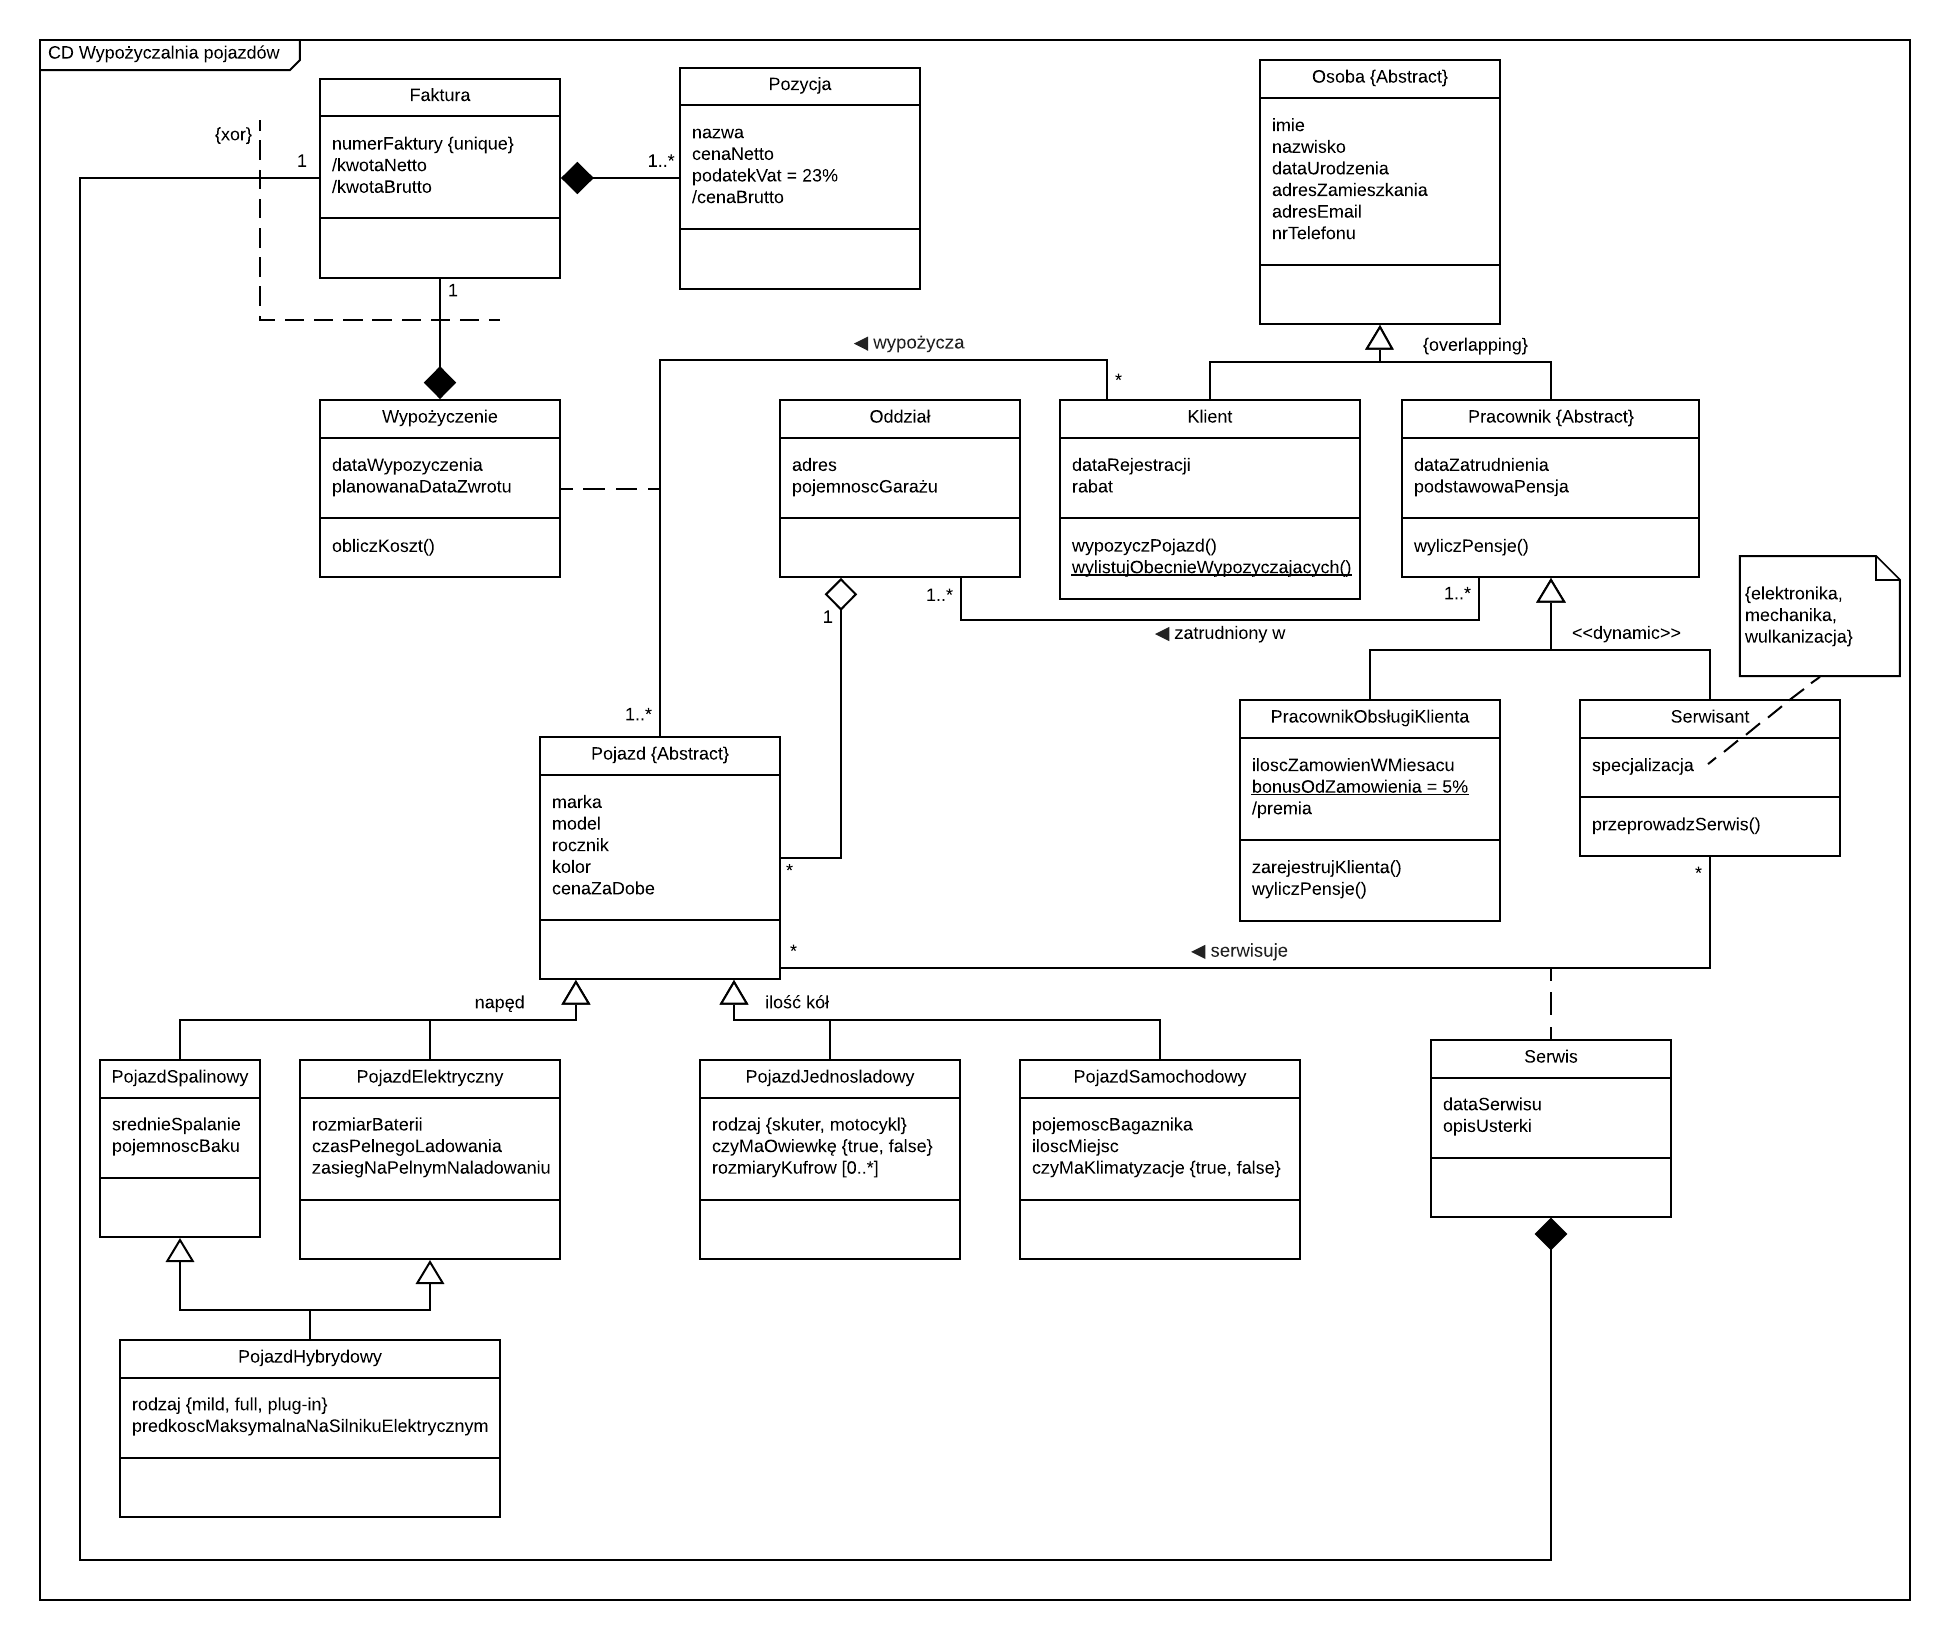 CD Wypożyczalnia pojazdów
Faktura
numerFaktury {unique}
/kwotaNetto
/kwotaBrutto
{xor}
1
1
1..*
Pozycja
nazwa
cenaNetto
podatekVat = 23%
/cenaBrutto
Osoba {Abstract}
imie
nazwisko
dataUrodzenia
adresZamieszkania
adresEmail
nrTelefonu
{overlapping}
◀ wypożycza
*
1..*
Wypożyczenie
dataWypozyczenia
planowanaDataZwrotu
obliczKoszt()
Oddział
adres
pojemnoscGarażu
Klient
dataRejestracji
rabat
wypozyczPojazd()
wylistujObecnieWypozyczajacych()
Pracownik {Abstract}
dataZatrudnienia
podstawowaPensja
wyliczPensje()
1
1..*
1..*
◀ zatrudniony w
<<dynamic>>
{elektronika,
mechanika,
wulkanizacja}
PracownikObsługiKlienta
iloscZamowienWMiesacu
bonusOdZamowienia = 5%
/premia
zarejestrujKlienta()
wyliczPensje()
Serwisant
specjalizacja
przeprowadzSerwis()
Pojazd {Abstract}
marka
model
rocznik
kolor
cenaZaDobe
*
*
*
◀ serwisuje
napęd
ilość kół
PojazdSpalinowy
srednieSpalanie
pojemnoscBaku
PojazdElektryczny
rozmiarBaterii
czasPelnegoLadowania
zasiegNaPelnymNaladowaniu
PojazdJednosladowy
rodzaj {skuter, motocykl}
czyMaOwiewkę {true, false}
rozmiaryKufrow [0..*]
PojazdSamochodowy
pojemoscBagaznika
iloscMiejsc
czyMaKlimatyzacje {true, false}
Serwis
dataSerwisu
opisUsterki
PojazdHybrydowy
rodzaj {mild, full, plug-in}
predkoscMaksymalnaNaSilnikuElektrycznym